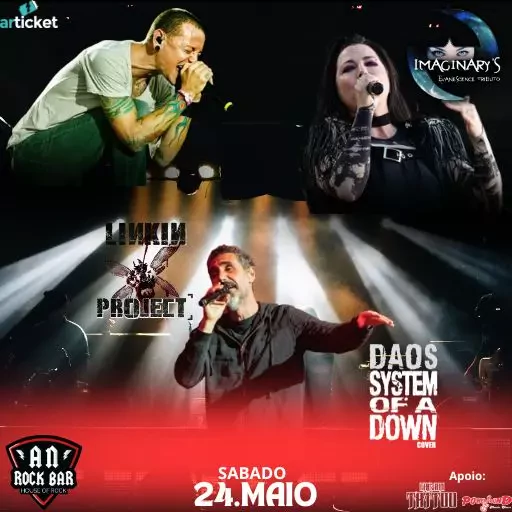 articket
IMAGINARY'S
EVANESCENCE TRIBUTO
LINKIN
PROJECT
DAOS
SYSTEM
OF A
DOWN
COVER
AN
ROCK BAR
HOUSE OF ROCK
SABADO
24.MAIO
Apoio:
TATTOO